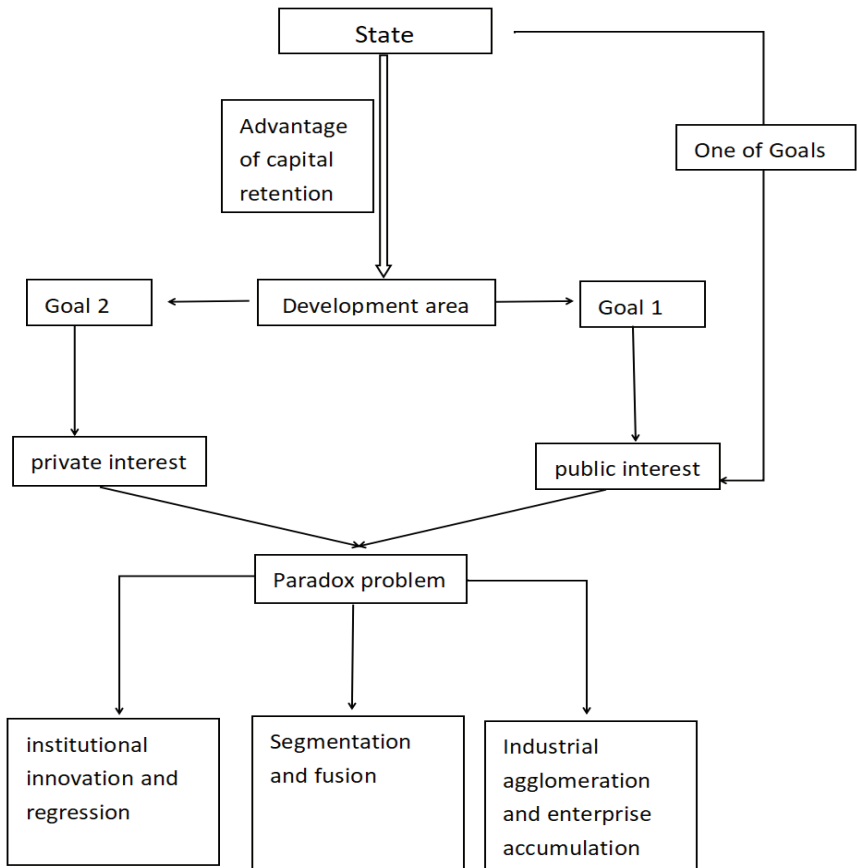 State
Advantage
of capital
retention
One of Goals
Goal 2
Development area
Goal 1
private interest
public interest
Paradox problem
institutional
innovation and
regression
Segmentation
and fusion
Industrial
agglomeration
and enterprise
accumulation